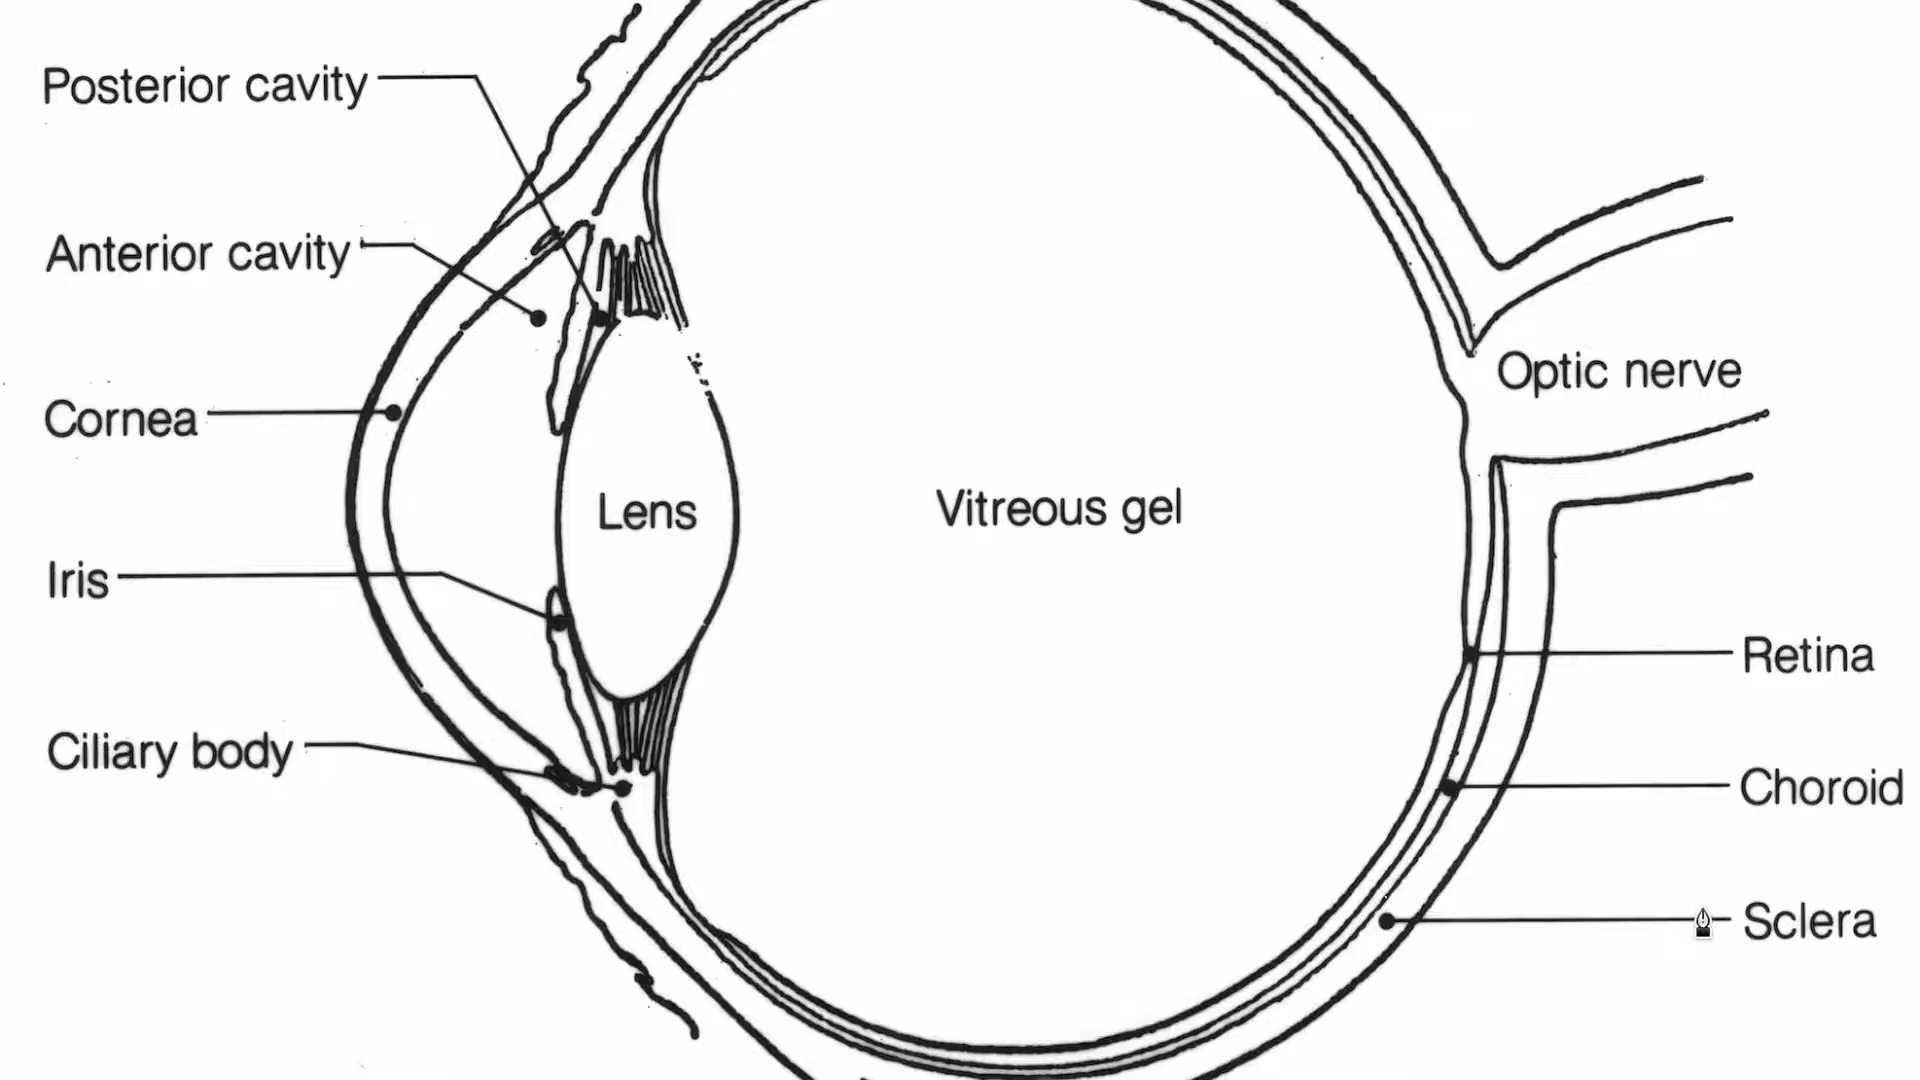 Posterior cavity
Anterior cavity
Cornea
Iris
Ciliary body
Lens
Vitreous gel
Optic nerve
Retina
Choroid
Sclera